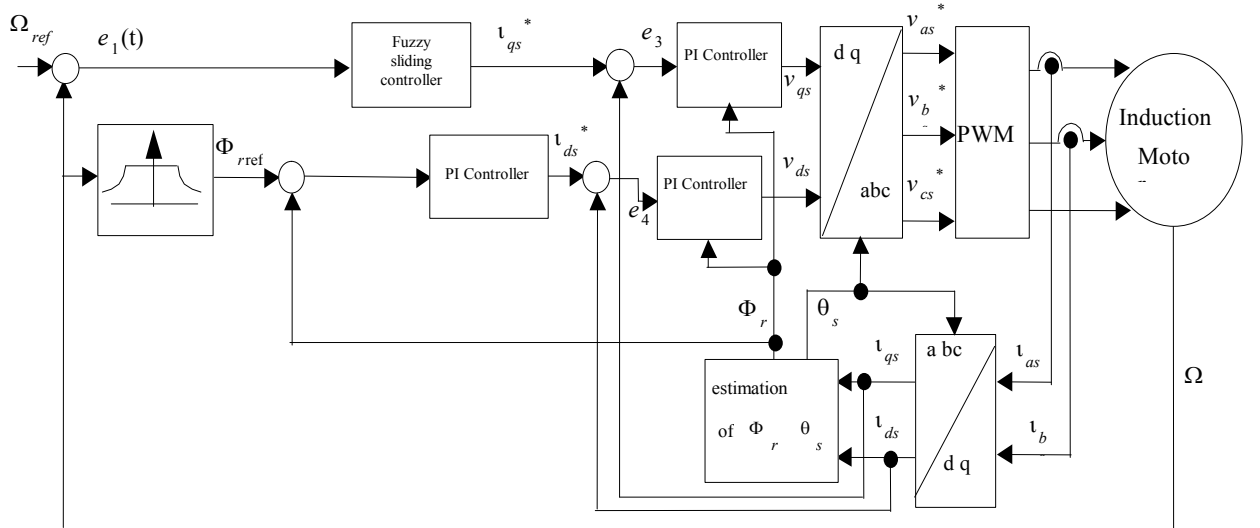 Ω_ref
e_1(t)
Fuzzy
sliding
controller
ι_qs^*
e_3
PI Controller
v_qs
d q
abc
v_as^*
v_b^*
v_cs^*
PWM
Induction
Moto
Φ_rref
PI Controller
ι_ds^*
e_4
PI Controller
v_ds
Φ_r
θ_s
estimation
of Φ_r θ_s
ι_qs
ι_ds
a bc
d q
ι_as
ι_b
Ω